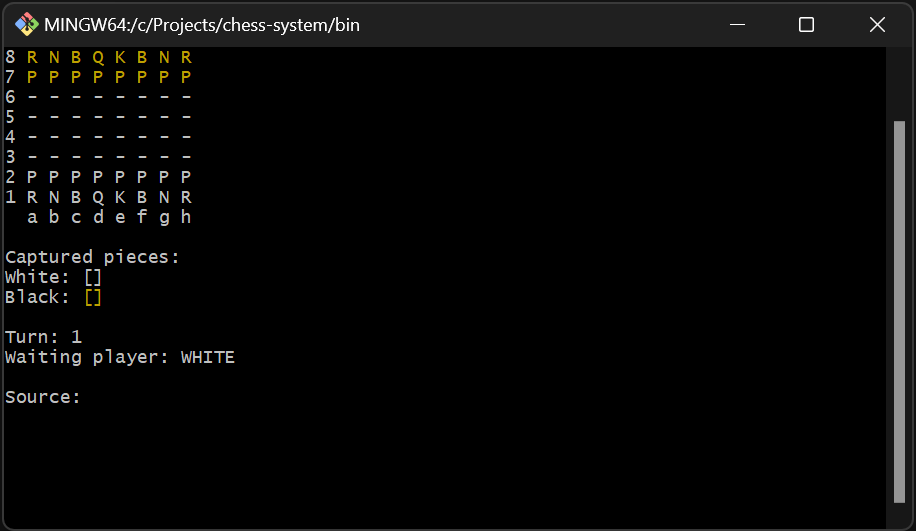 MINGW64:/c/Projects/chess-system/bin
8 R N B Q K B N R
7 P P P P P P P P
6 - - - - - - - -
5 - - - - - - - -
4 - - - - - - - -
3 - - - - - - - -
2 P P P P P P P P
1 R N B Q K B N R
  a b c d e f g h
Captured pieces:
White: []
Black: []
Turn: 1
Waiting player: WHITE
Source: